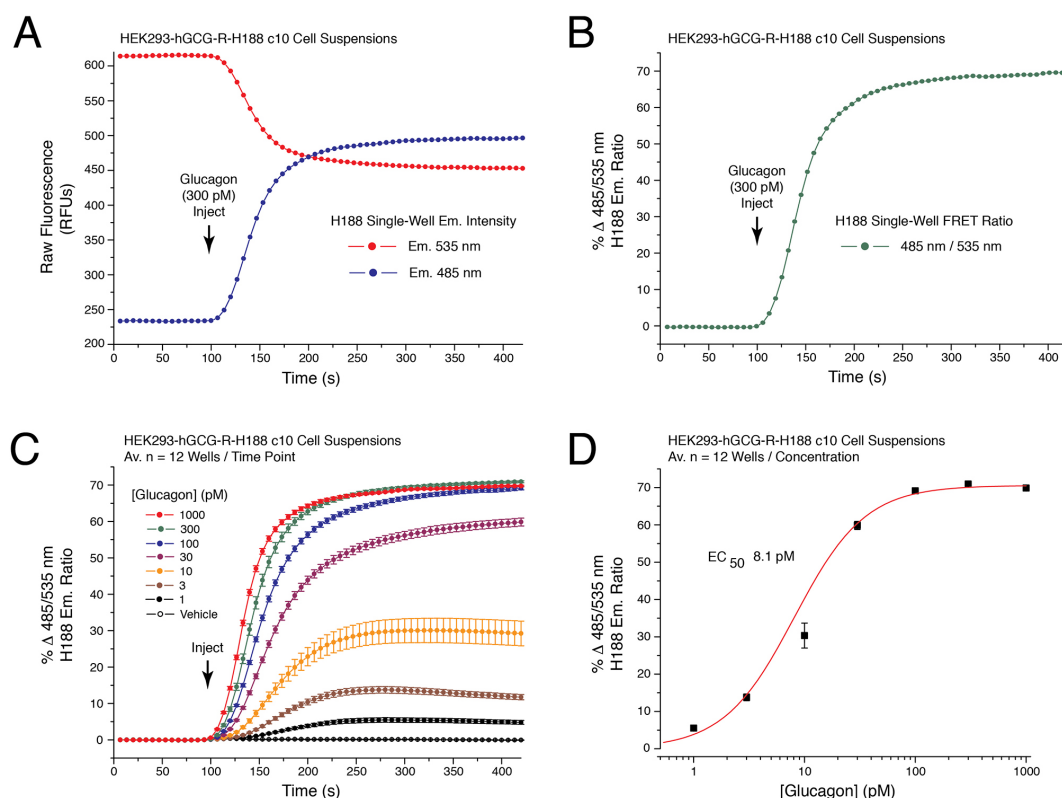 A
HEK293-hGCG-R-H188 c10 Cell Suspensions
600
550
500
450
400
350
300
250
200
Raw Fluorescence
(RFUs)
Glucagon
(300 pM)
Inject
H188 Single-Well Em. Intensity
Em. 535 nm
Em. 485 nm
0
50
100
150
200
250
300
350
400
Time (s)
B
HEK293-hGCG-R-H188 c10 Cell Suspensions
70
60
50
40
30
20
10
0
% Δ 485/535 nm
H188 Em. Ratio
Glucagon
(300 pM)
Inject
H188 Single-Well FRET Ratio
485 nm / 535 nm
0
50
100
150
200
250
300
350
400
Time (s)
C
HEK293-hGCG-R-H188 c10 Cell Suspensions
Av. n = 12 Wells / Time Point
70
60
50
40
30
20
10
0
% Δ 485/535 nm
H188 Em. Ratio
[Glucagon] (pM)
1000
300
100
30
10
3
1
Vehicle
Inject
0
50
100
150
200
250
300
350
400
Time (s)
D
HEK293-hGCG-R-H188 c10 Cell Suspensions
Av. n = 12 Wells / Concentration
70
60
50
40
30
20
10
0
% Δ 485/535 nm
H188 Em. Ratio
EC50 8.1 pM
1
10
100
1000
[Glucagon] (pM)